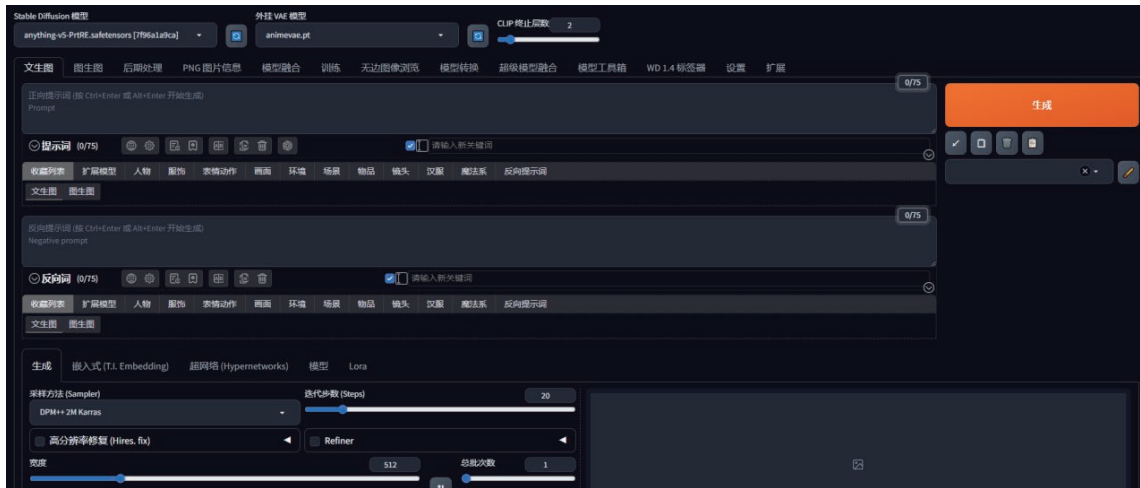 Stable Diffusion 模型 外挂 VAE 模型 CLIP 终止层数 2
anything-v5-PrtRE.safetensors [7f96a1a9ca] animevae.pt
文生图 图生图 后期处理 PNG 图片信息 模型融合 训练 无边图像浏览 模型转换 超级模型融合 模型工具箱 WD 1.4 标签器 设置 扩展
0/75
正向提示词 (按 Ctrl+Enter 或 Alt+Enter 开始生成)
Prompt
生成
提示词 (0/75) 请输入新关键词
收藏列表 扩展模型 人物 服饰 表情动作 画面 环境 场景 物品 镜头 汉服 魔法系 反向提示词
文生图 图生图
0/75
反向提示词 (按 Ctrl+Enter 或 Alt+Enter 开始生成)
Negative prompt
反向词 (0/75) 请输入新关键词
收藏列表 扩展模型 人物 服饰 表情动作 画面 环境 场景 物品 镜头 汉服 魔法系 反向提示词
文生图 图生图
生成 嵌入式 (T.I. Embedding) 超网络 (Hypernetworks) 模型 Lora
采样方法 (Sampler) 迭代步数 (Steps) 20
DPM++ 2M Karras
高分辨率修复 (Hires. fix) Refiner
宽度 512 总批次数 1